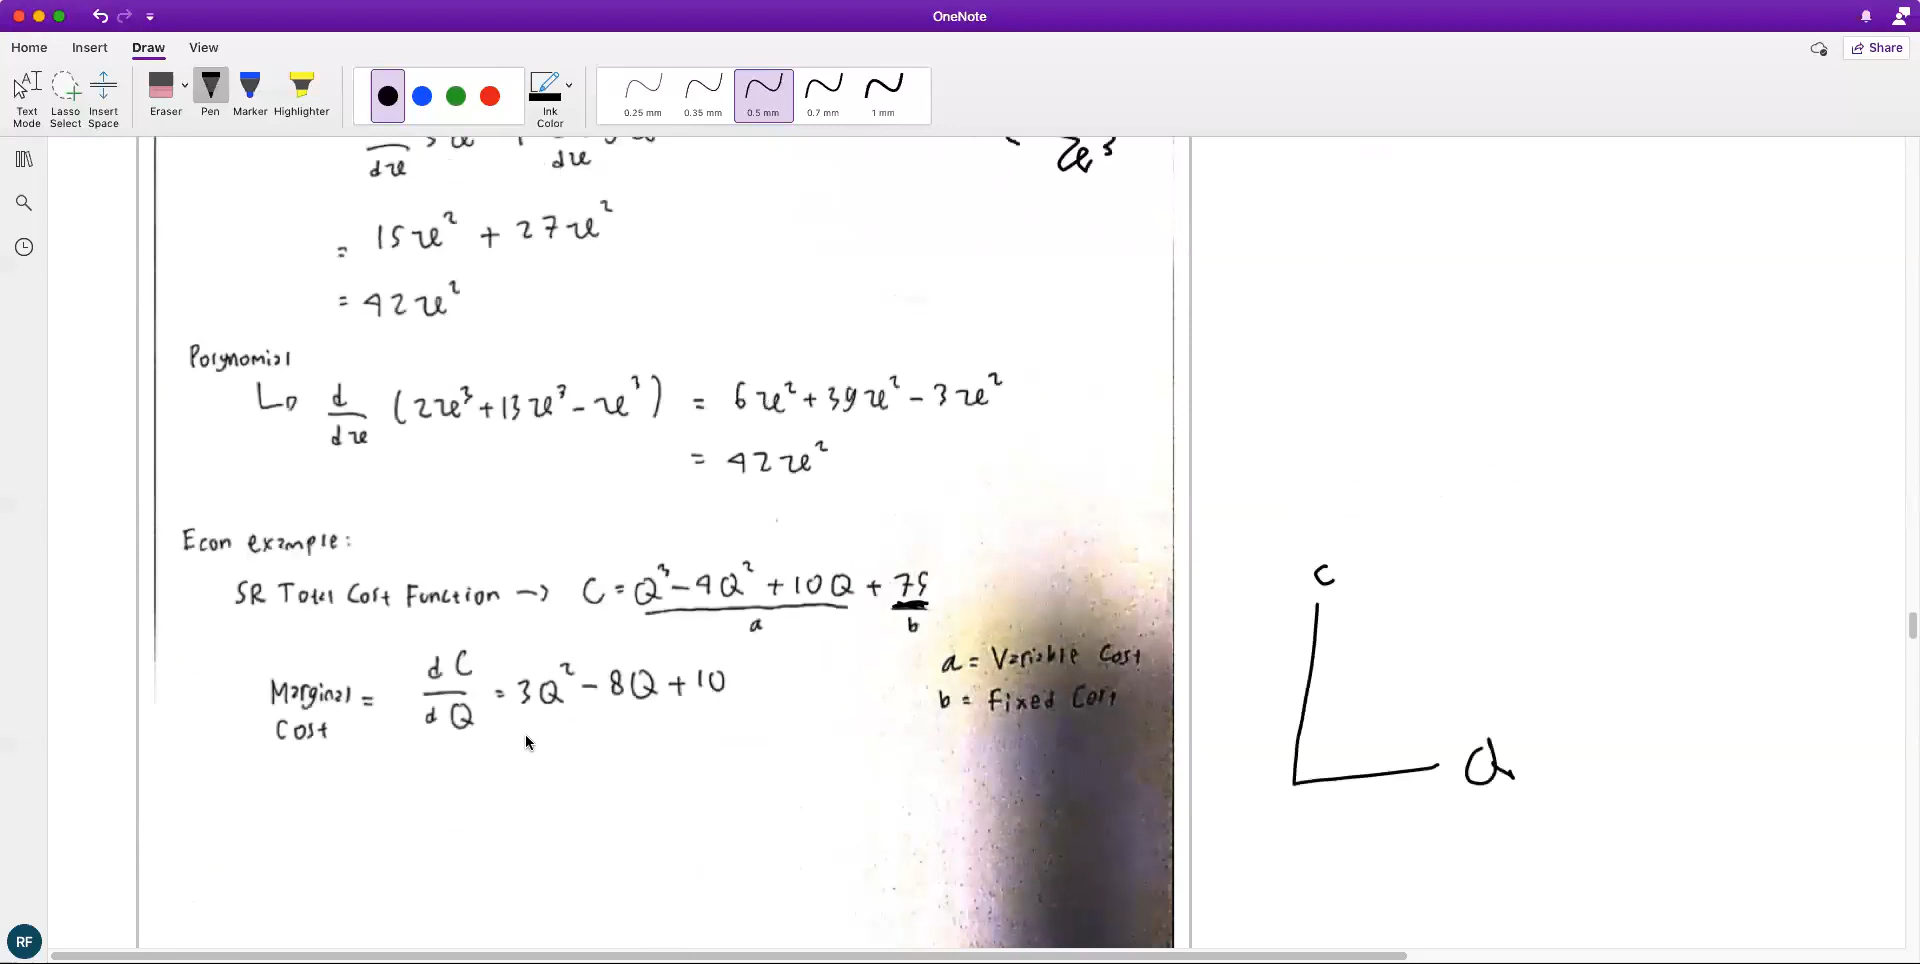 OneNote
Home Insert Draw View
Share
Text Mode
Lasso Select
Insert Space
Eraser
Pen
Marker
Highlighter
Ink Color
0.25 mm
0.35 mm
0.5 mm
0.7 mm
1 mm
dx dx
x³
= 15x² + 27x²
= 42x²
Polynomial
d/dx (2x³ + 13x³ - x³) = 6x² + 39x² - 3x²
= 42x²
Econ example:
SR Total Cost Function → C = Q³ - 4Q² + 10Q + 75
a b
a = Variable Cost
b = Fixed Cost
Marginal Cost = dC/dQ = 3Q² - 8Q + 10
C
Q
RF